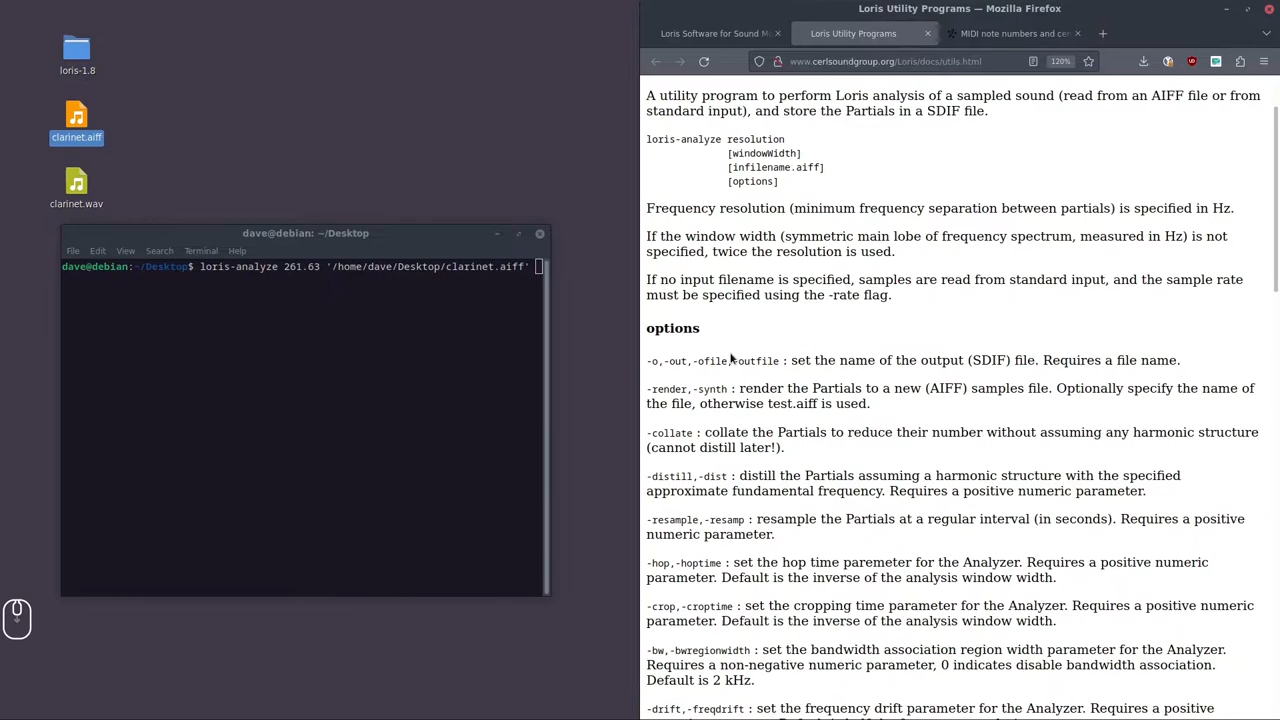 Loris Utility Programs — Mozilla Firefox
Loris Software for Sound M
Loris Utility Programs
MIDI note numbers and ce
www.cerlsoundgroup.org/Loris/docs/utils.html
120%
loris-1.8
clarinet.aiff
clarinet.wav
dave@debian: ~/Desktop
File Edit View Search Terminal Help
dave@debian:~/Desktop$ loris-analyze 261.63 '/home/dave/Desktop/clarinet.aiff'
A utility program to perform Loris analysis of a sampled sound (read from an AIFF file or from
standard input), and store the Partials in a SDIF file.
loris-analyze resolution
[windowWidth]
[infilename.aiff]
[options]
Frequency resolution (minimum frequency separation between partials) is specified in Hz.
If the window width (symmetric main lobe of frequency spectrum, measured in Hz) is not
specified, twice the resolution is used.
If no input filename is specified, samples are read from standard input, and the sample rate
must be specified using the -rate flag.
options
-o,-out,-ofile,-outfile : set the name of the output (SDIF) file. Requires a file name.
-render,-synth : render the Partials to a new (AIFF) samples file. Optionally specify the name of
the file, otherwise test.aiff is used.
-collate : collate the Partials to reduce their number without assuming any harmonic structure
(cannot distill later!).
-distill,-dist : distill the Partials assuming a harmonic structure with the specified
approximate fundamental frequency. Requires a positive numeric parameter.
-resample,-resamp : resample the Partials at a regular interval (in seconds). Requires a positive
numeric parameter.
-hop,-hoptime : set the hop time paremeter for the Analyzer. Requires a positive numeric
parameter. Default is the inverse of the analysis window width.
-crop,-croptime : set the cropping time parameter for the Analyzer. Requires a positive numeric
parameter. Default is the inverse of the analysis window width.
-bw,-bwregionwidth : set the bandwidth association region width parameter for the Analyzer.
Requires a non-negative numeric parameter, 0 indicates disable bandwidth association.
Default is 2 kHz.
-drift,-freqdrift : set the frequency drift parameter for the Analyzer. Requires a positive